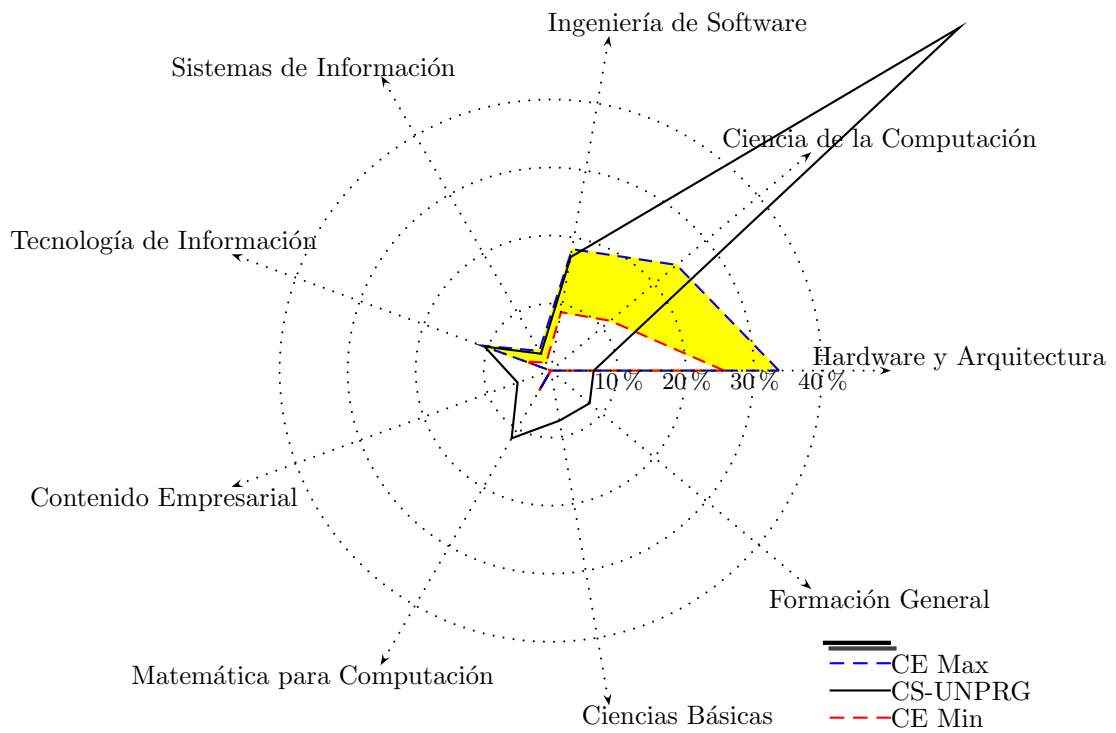 Ingeniería de Software
Sistemas de Información
Ciencia de la Computación
Tecnología de Información
Hardware y Arquitectura
10 % 20 % 30 % 40 %
Contenido Empresarial
Formación General
Matemática para Computación
Ciencias Básicas
CE Max
CS-UNPRG
CE Min